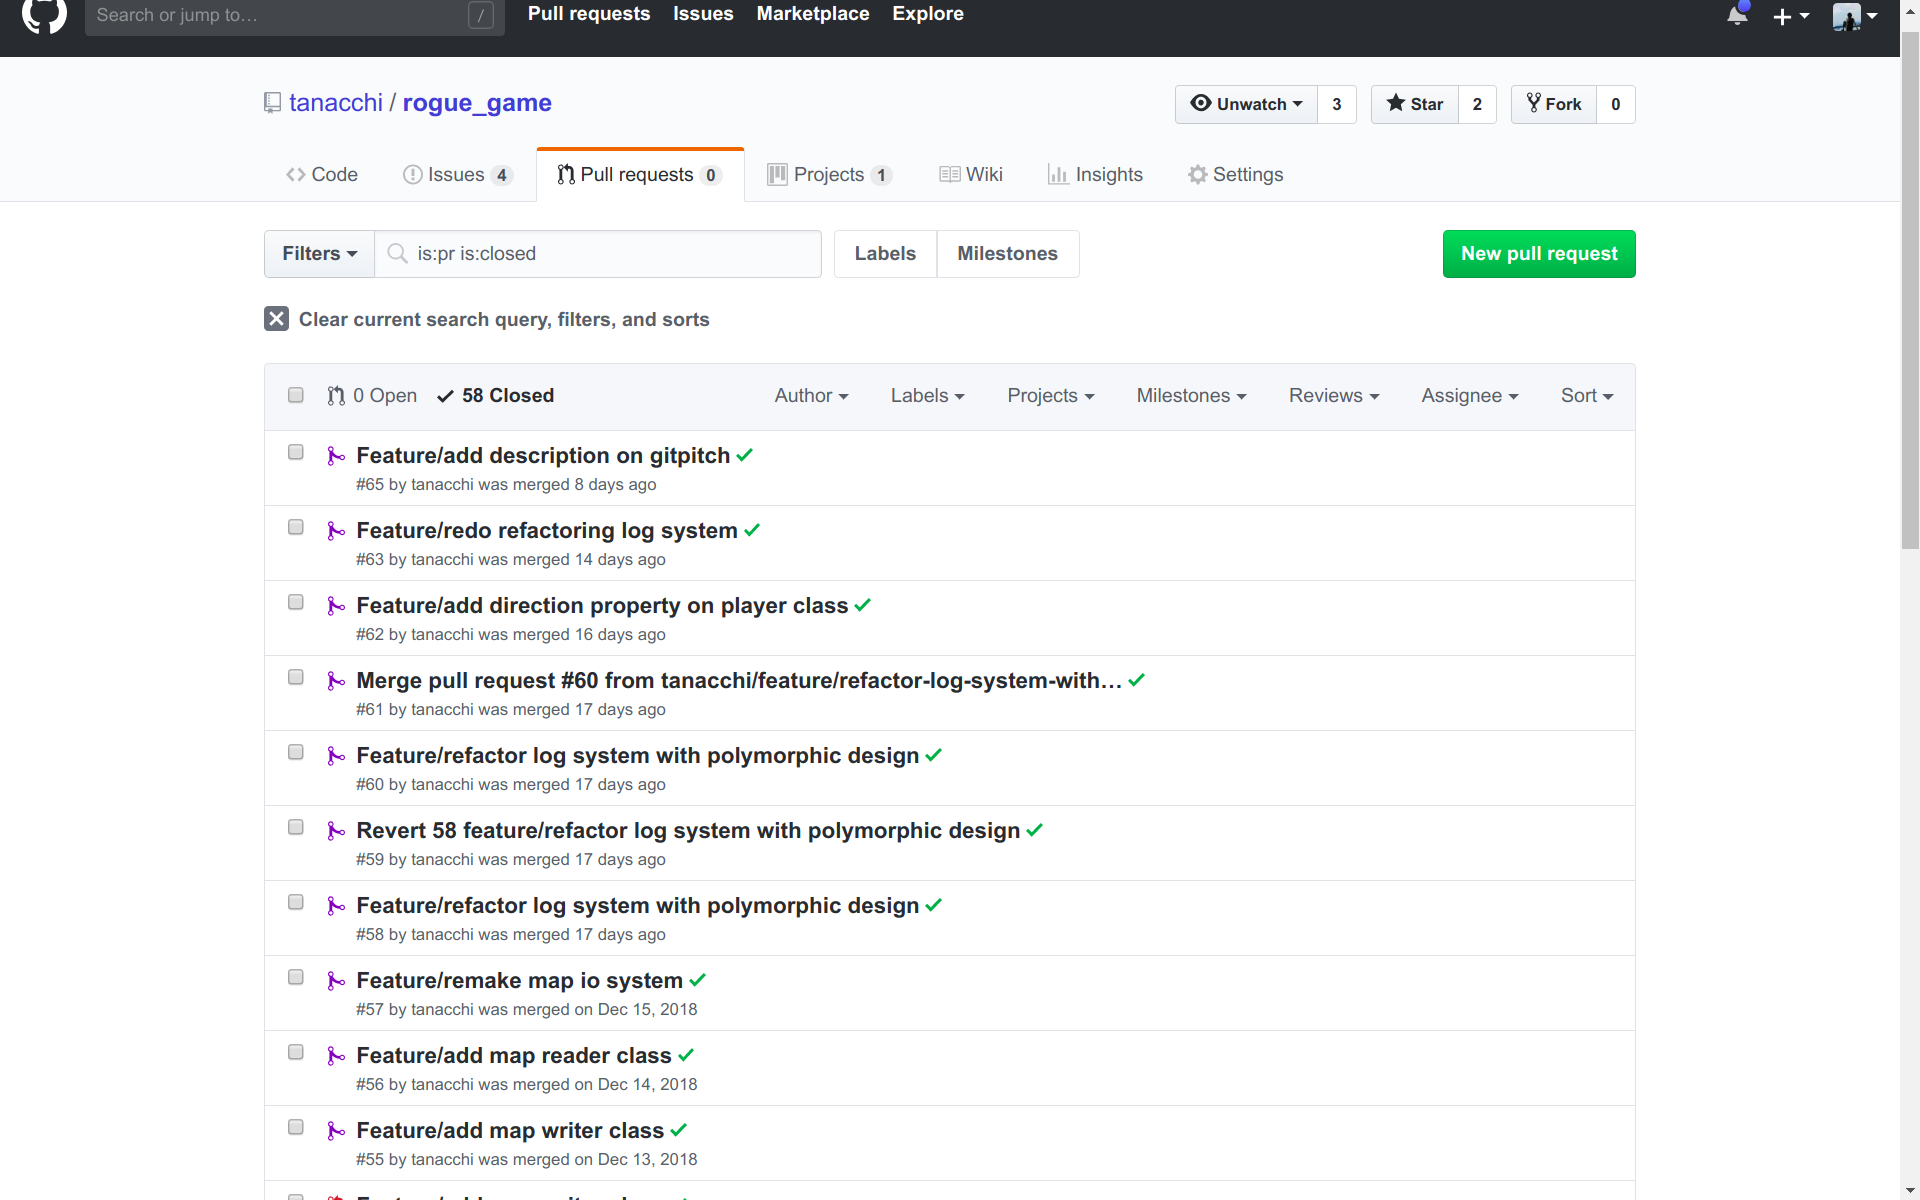 Search or jump to… /
Pull requests Issues Marketplace Explore
tanacchi / rogue_game
Unwatch 3 Star 2 Fork 0
Code Issues 4 Pull requests 0 Projects 1 Wiki Insights Settings
Filters is:pr is:closed Labels Milestones New pull request
Clear current search query, filters, and sorts
0 Open 58 Closed Author Labels Projects Milestones Reviews Assignee Sort
Feature/add description on gitpitch
#65 by tanacchi was merged 8 days ago
Feature/redo refactoring log system
#63 by tanacchi was merged 14 days ago
Feature/add direction property on player class
#62 by tanacchi was merged 16 days ago
Merge pull request #60 from tanacchi/feature/refactor-log-system-with…
#61 by tanacchi was merged 17 days ago
Feature/refactor log system with polymorphic design
#60 by tanacchi was merged 17 days ago
Revert 58 feature/refactor log system with polymorphic design
#59 by tanacchi was merged 17 days ago
Feature/refactor log system with polymorphic design
#58 by tanacchi was merged 17 days ago
Feature/remake map io system
#57 by tanacchi was merged on Dec 15, 2018
Feature/add map reader class
#56 by tanacchi was merged on Dec 14, 2018
Feature/add map writer class
#55 by tanacchi was merged on Dec 13, 2018